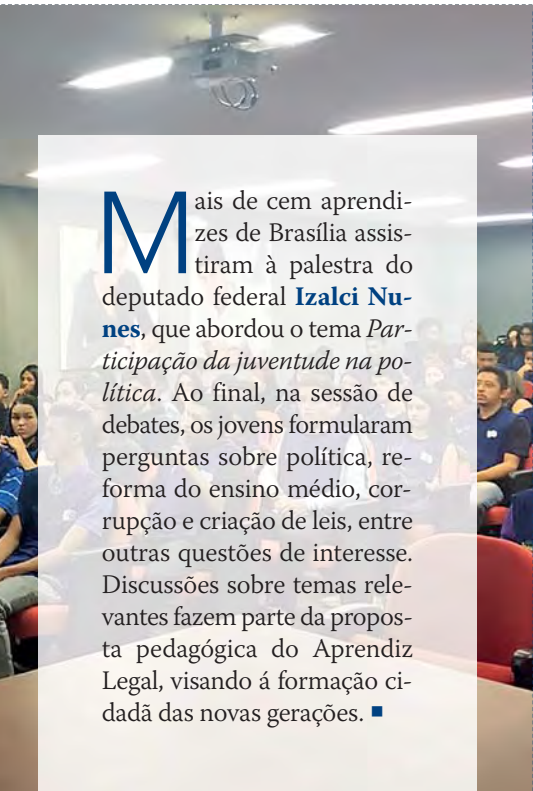 Mais de cem aprendi-
zes de Brasília assis-
tiram à palestra do
deputado federal Izalci Nu-
nes, que abordou o tema Par-
ticipação da juventude na po-
lítica. Ao final, na sessão de
debates, os jovens formularam
perguntas sobre política, re-
forma do ensino médio, cor-
rupção e criação de leis, entre
outras questões de interesse.
Discussões sobre temas rele-
vantes fazem parte da propos-
ta pedagógica do Aprendiz
Legal, visando á formação ci-
dadã das novas gerações. ■